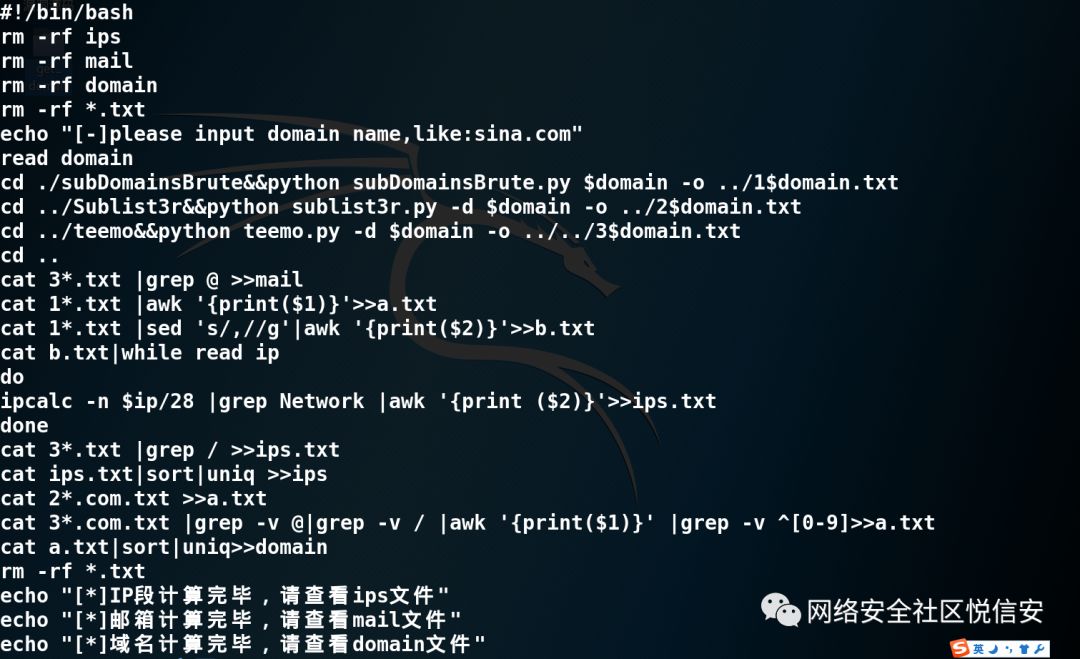 #!/bin/bash
rm -rf ips
rm -rf mail
rm -rf domain
rm -rf *.txt
echo "[-]please input domain name,like:sina.com"
read domain
cd ./subDomainsBrute&&python subDomainsBrute.py $domain -o ../1$domain.txt
cd ../Sublist3r&&python sublist3r.py -d $domain -o ../2$domain.txt
cd ../teemo&&python teemo.py -d $domain -o ../../3$domain.txt
cd ..
cat 3*.txt |grep @ >>mail
cat 1*.txt |awk '{print($1)}'>>a.txt
cat 1*.txt |sed 's/,//g'|awk '{print($2)}'>>b.txt
cat b.txt|while read ip
do
ipcalc -n $ip/28 |grep Network |awk '{print ($2)}'>>ips.txt
done
cat 3*.txt |grep / >>ips.txt
cat ips.txt|sort|uniq >>ips
cat 2*.com.txt >>a.txt
cat 3*.com.txt |grep -v @|grep -v / |awk '{print($1)}' |grep -v ^[0-9]>>a.txt
cat a.txt|sort|uniq>>domain
rm -rf *.txt
echo "[*]IP段计算完毕，请查看ips文件"
echo "[*]邮箱计算完毕，请查看mail文件"
echo "[*]域名计算完毕，请查看domain文件"
网络安全社区悦信安
英